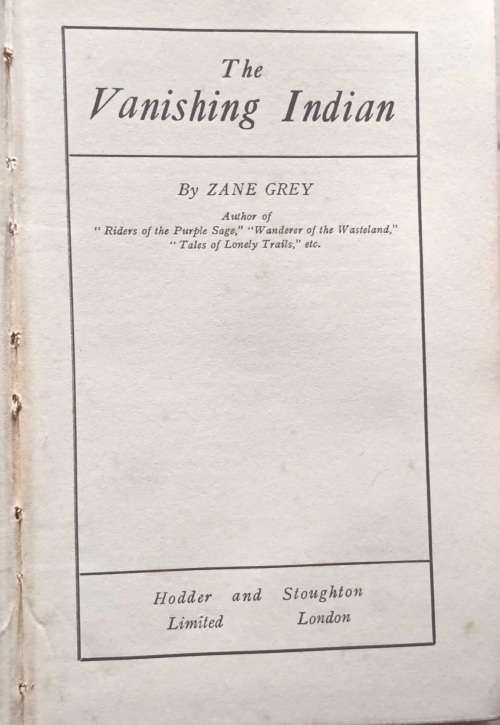 The
Vanishing Indian
By ZANE GREY
Author of
" Riders of the Purple Sage," "Wanderer of the Wasteland,"
" Tales of Lonely Trails," etc.
Hodder and Stoughton
Limited London